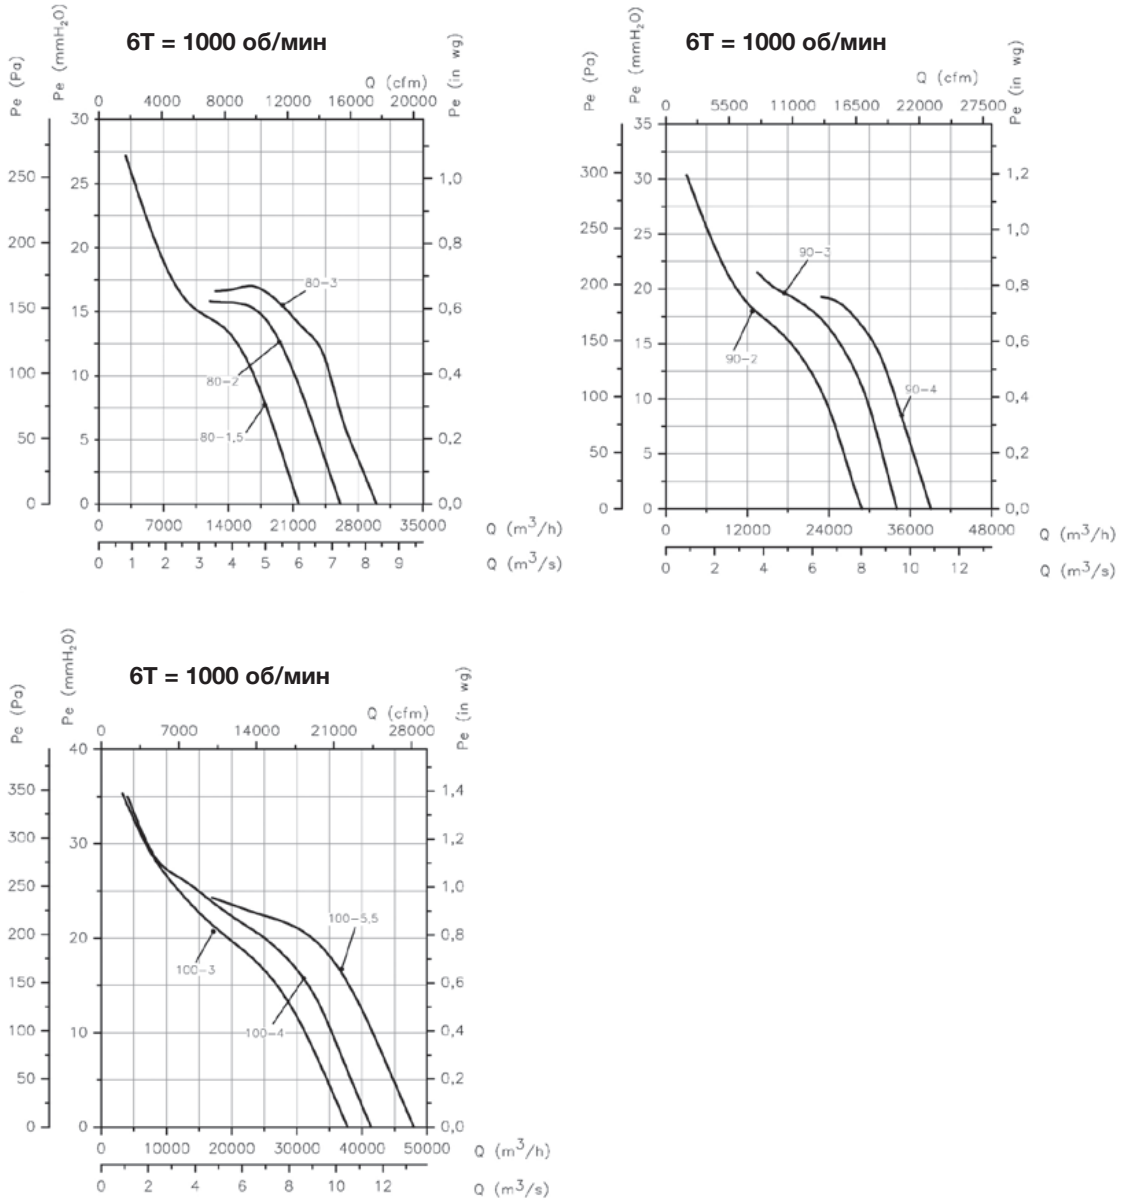 6T = 1000 об/мин
Pe (Pa)
Pe (mmH2O)
Q (cfm)
Pe (in wg)
0 4000 8000 12000 16000 20000
30
25
20
15
10
5
0
250
200
150
100
50
0
1,0
0,8
0,6
0,4
0,2
0,0
80-3
80-2
80-1,5
0 7000 14000 21000 28000 35000 Q (m³/h)
0 1 2 3 4 5 6 7 8 9 Q (m³/s)
6T = 1000 об/мин
Pe (Pa)
Pe (mmH2O)
Q (cfm)
Pe (in wg)
0 5500 11000 16500 22000 27500
35
30
25
20
15
10
5
0
300
250
200
150
100
50
0
1,2
1,0
0,8
0,6
0,4
0,2
0,0
90-3
90-2
90-4
0 12000 24000 36000 48000 Q (m³/h)
0 2 4 6 8 10 12 Q (m³/s)
6T = 1000 об/мин
Pe (Pa)
Pe (mmH2O)
Q (cfm)
Pe (in wg)
0 7000 14000 21000 28000
40
30
20
10
0
350
300
250
200
150
100
50
0
1,4
1,2
1,0
0,8
0,6
0,4
0,2
0,0
100-5,5
100-3
100-4
0 10000 20000 30000 40000 50000 Q (m³/h)
0 2 4 6 8 10 12 Q (m³/s)